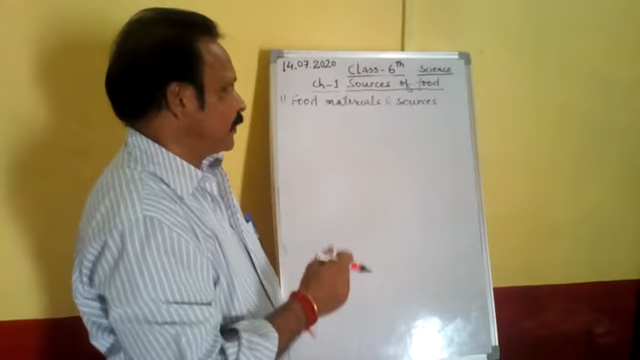 14.07.2020 Class-6th Science
Ch-1 Sources of food
1) Food materials & Sources